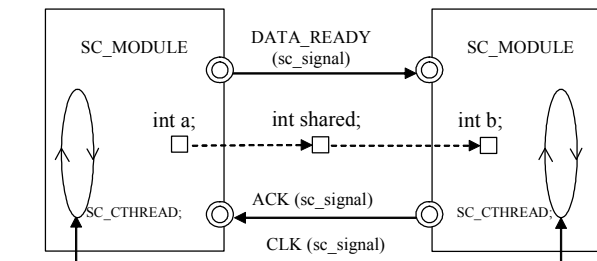 SC_MODULE
DATA_READY
(sc_signal)
SC_MODULE
int a;
int shared;
int b;
SC_CTHREAD;
ACK (sc_signal)
SC_CTHREAD;
CLK (sc_signal)